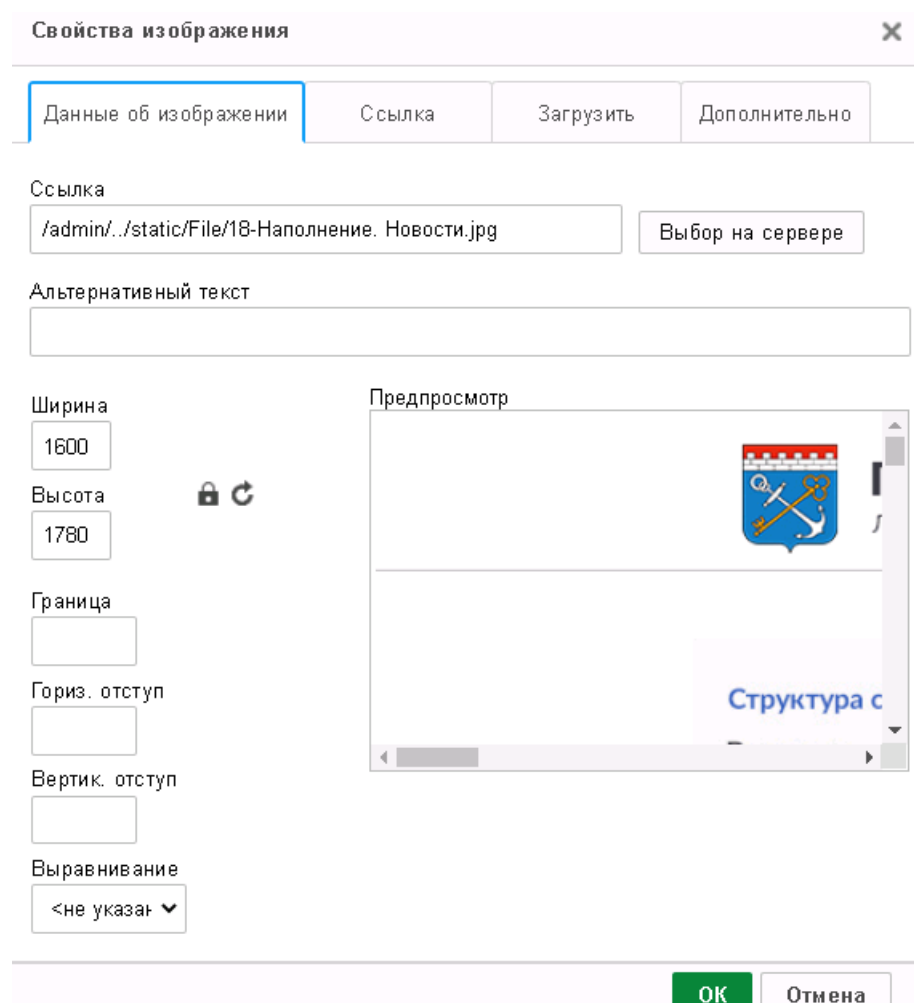 Свойства изображения
Данные об изображении
Ссылка
Загрузить
Дополнительно
Ссылка
/admin/../static/File/18-Наполнение. Новости.jpg
Выбор на сервере
Альтернативный текст
Ширина
1600
Высота
1780
Предпросмотр
Структура с
Граница
Гориз. отступ
Вертик. отступ
Выравнивание
<не указан
ОК
Отмена